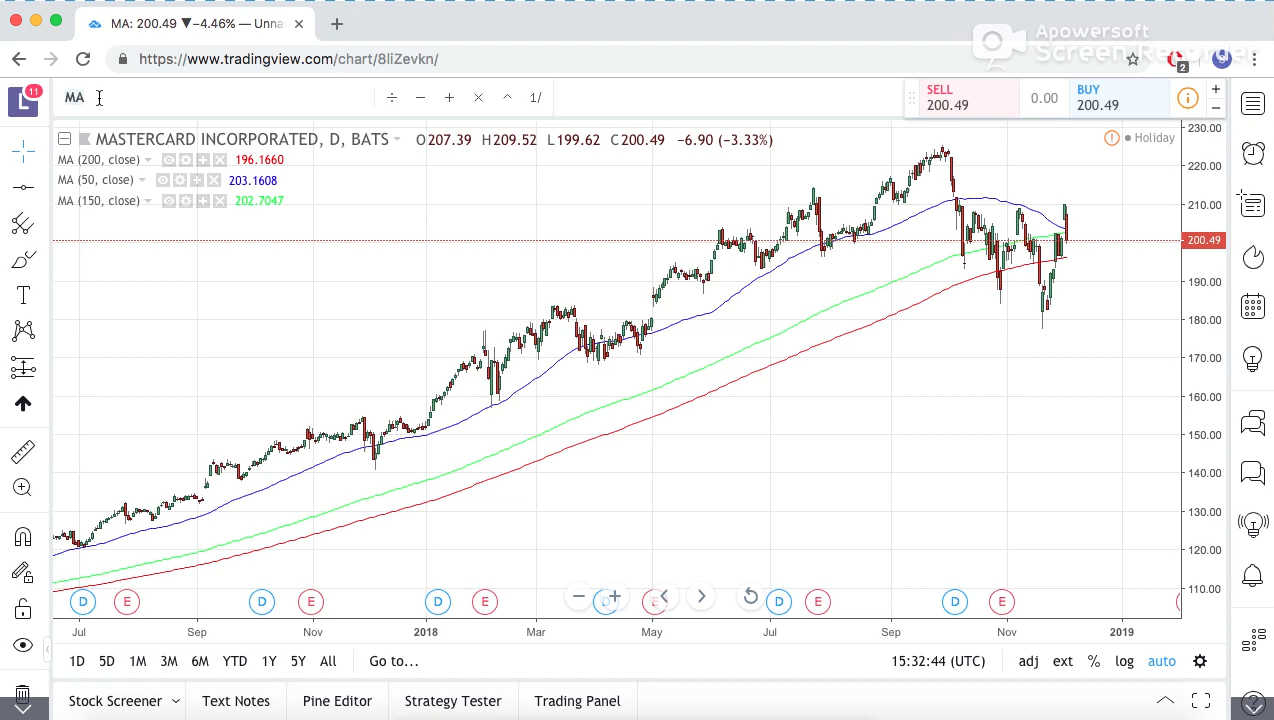 MA: 200.49 ▼−4.46% — Unna
https://www.tradingview.com/chart/8liZevkn/
Apowersoft
Screen Recorder
2
L 11
MA
1/
SELL
200.49
0.00
BUY
200.49
MASTERCARD INCORPORATED, D, BATS O207.39 H209.52 L199.62 C200.49 −6.90 (−3.33%)
Holiday
MA (200, close) 196.1660
MA (50, close) 203.1608
MA (150, close) 202.7047
230.00
220.00
210.00
200.49
190.00
180.00
170.00
160.00
150.00
140.00
130.00
120.00
110.00
D E D E D E D E D E D E
Jul Sep Nov 2018 Mar May Jul Sep Nov 2019
1D 5D 1M 3M 6M YTD 1Y 5Y All Go to... 15:32:44 (UTC) adj ext % log auto
Stock Screener Text Notes Pine Editor Strategy Tester Trading Panel